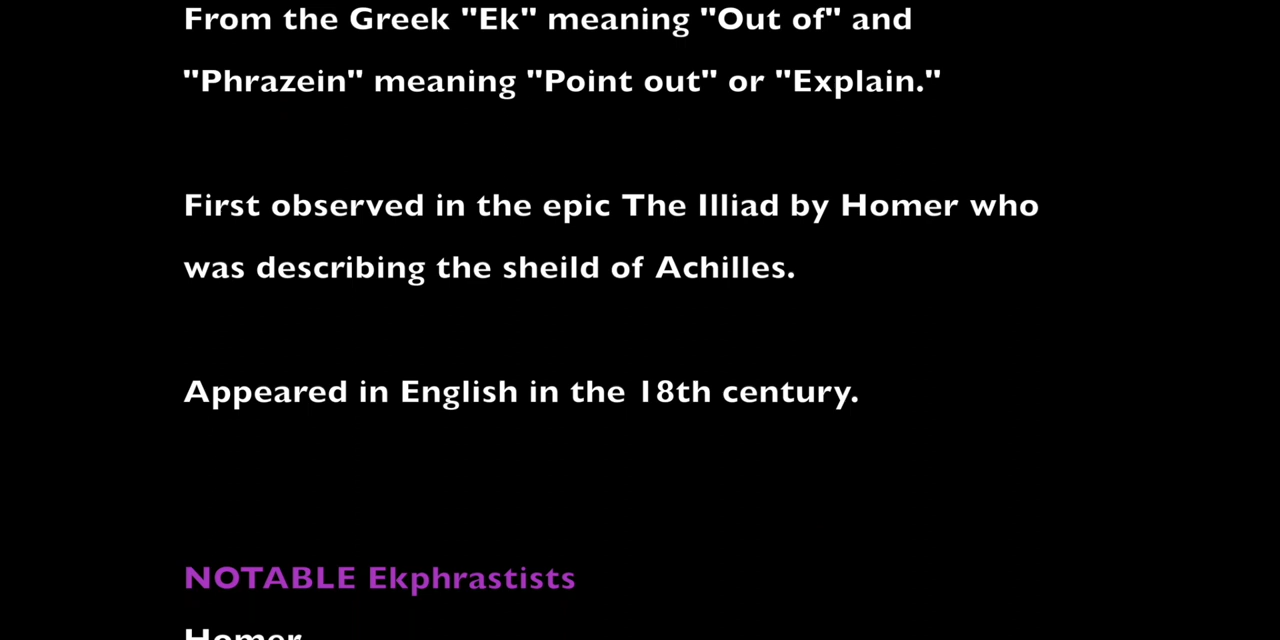 From the Greek "Ek" meaning "Out of" and
"Phrazein" meaning "Point out" or "Explain."
First observed in the epic The Illiad by Homer who
was describing the sheild of Achilles.
Appeared in English in the 18th century.
NOTABLE Ekphrastists
Homer